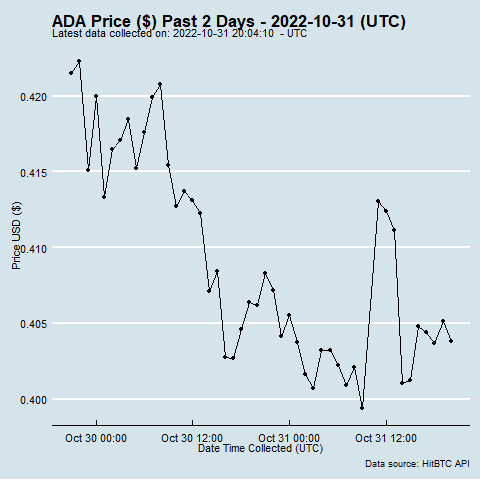 ADA Price ($) Past 2 Days - 2022-10-31 (UTC)
Latest data collected on: 2022-10-31 20:04:10 - UTC
0.420
0.415
0.410
0.405
0.400
Price USD ($)
Oct 30 00:00 Oct 30 12:00 Oct 31 00:00 Oct 31 12:00
Date Time Collected (UTC)
Data source: HitBTC API